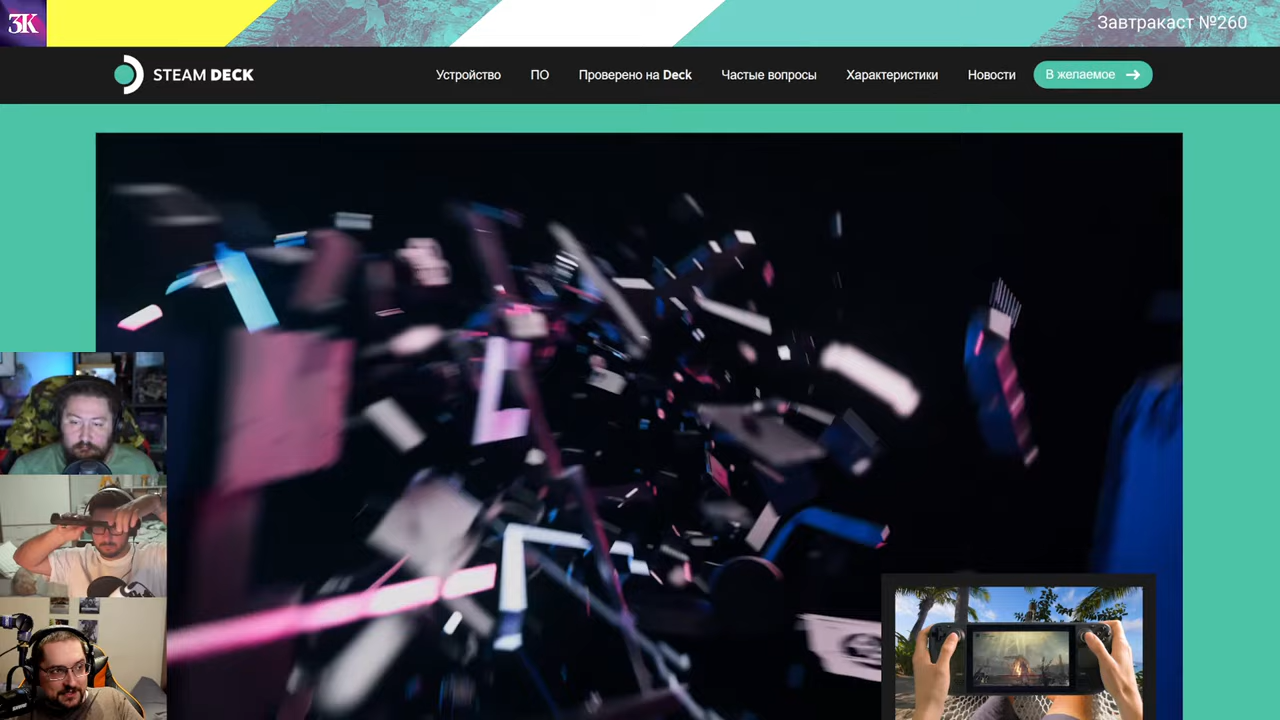 ЗК
Завтракаст №260
STEAM DECK
Устройство
ПО
Проверено на Deck
Частые вопросы
Характеристики
Новости
В желаемое